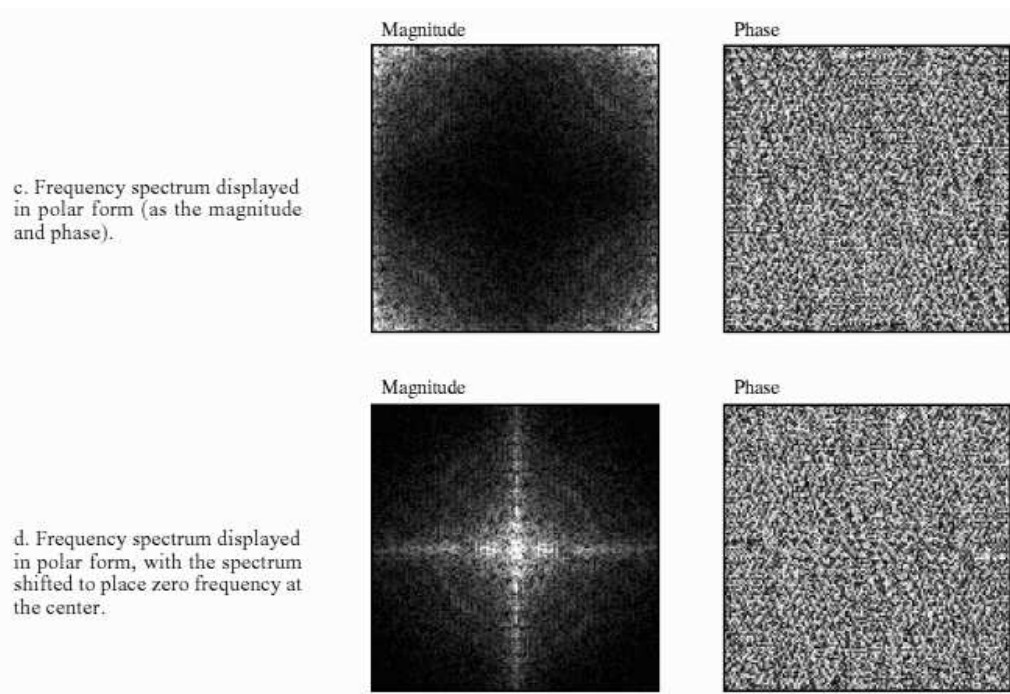 Magnitude
Phase
c. Frequency spectrum displayed
in polar form (as the magnitude
and phase).
Magnitude
Phase
d. Frequency spectrum displayed
in polar form, with the spectrum
shifted to place zero frequency at
the center.